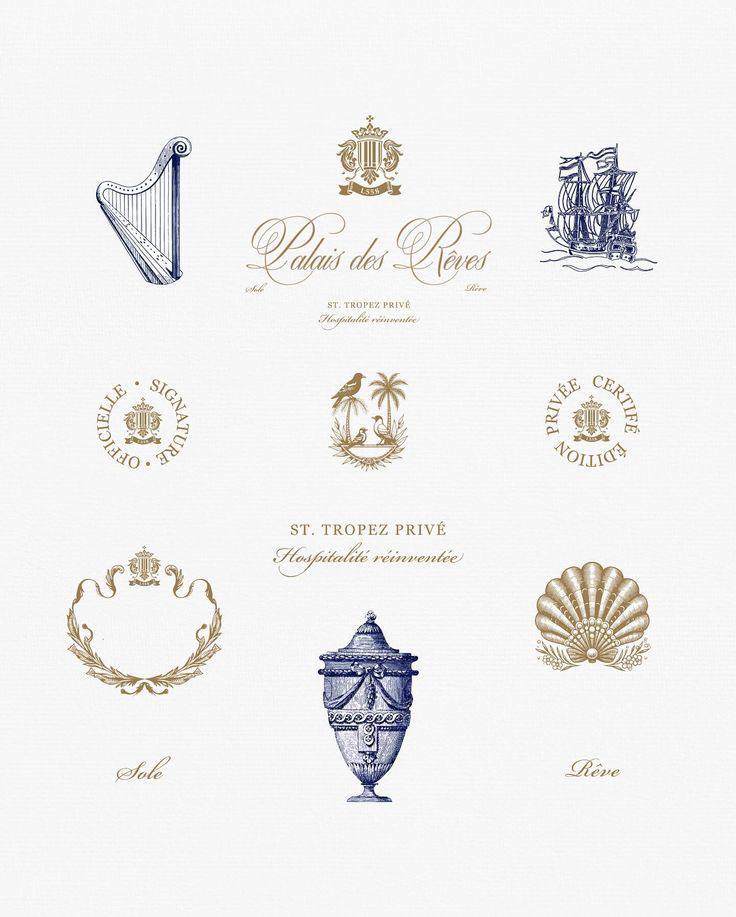 1558
Palais des Rêves
Sole Rêve
ST. TROPEZ PRIVÉ
Hospitalité réinventée
OFFICIELLE · SIGNATURE ·
ÉDITION PRIVÉE CERTIFÉ
ST. TROPEZ PRIVÉ
Hospitalité réinventée
Sole
Rêve